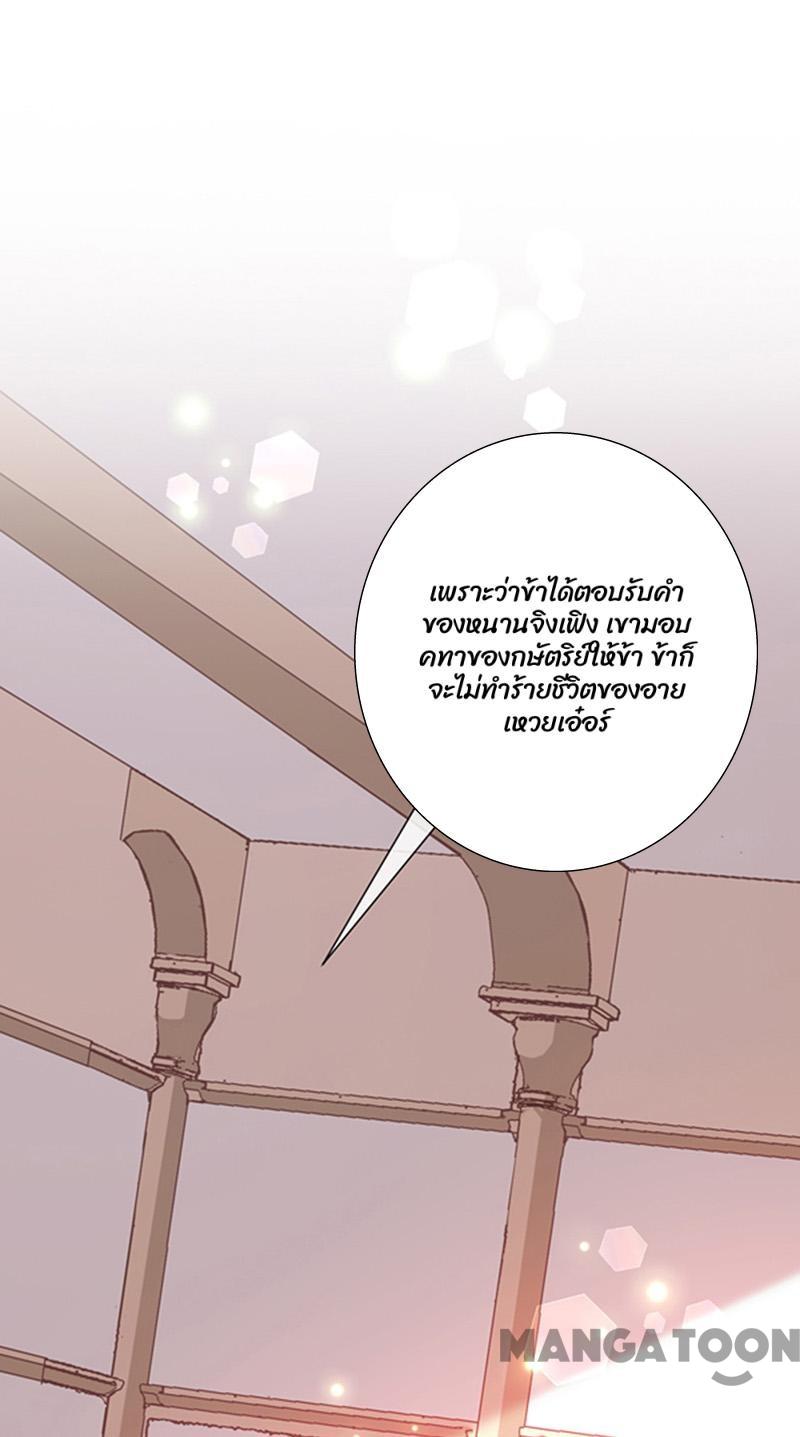 เพราะว่าข้าได้ตอบรับคำ
ของหนานจิงเฟิง เขามอบ
คทาของกษัตริย์ให้ข้า ข้าก็
จะไม่ทำร้ายชีวิตของอาย
เหวยเอ๋อร์
MANGATOON